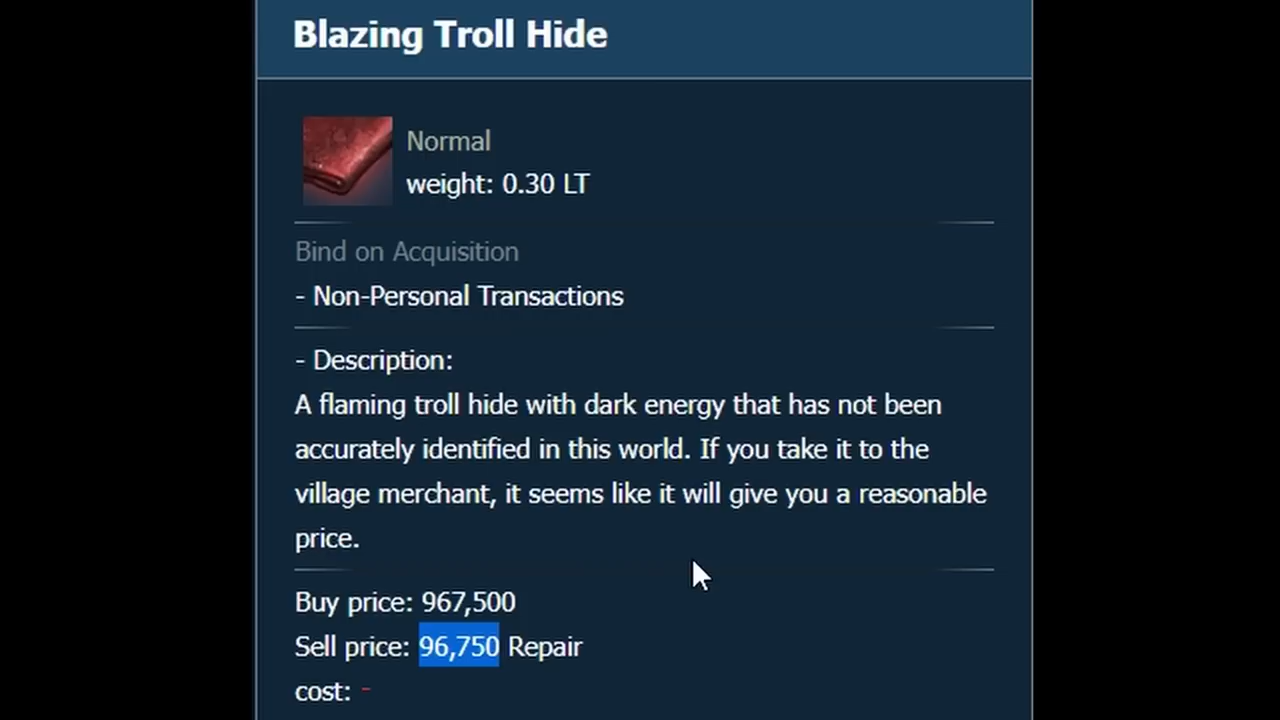 Blazing Troll Hide
Normal
weight: 0.30 LT
Bind on Acquisition
- Non-Personal Transactions
- Description:
A flaming troll hide with dark energy that has not been
accurately identified in this world. If you take it to the
village merchant, it seems like it will give you a reasonable
price.
Buy price: 967,500
Sell price: 96,750 Repair
cost: -